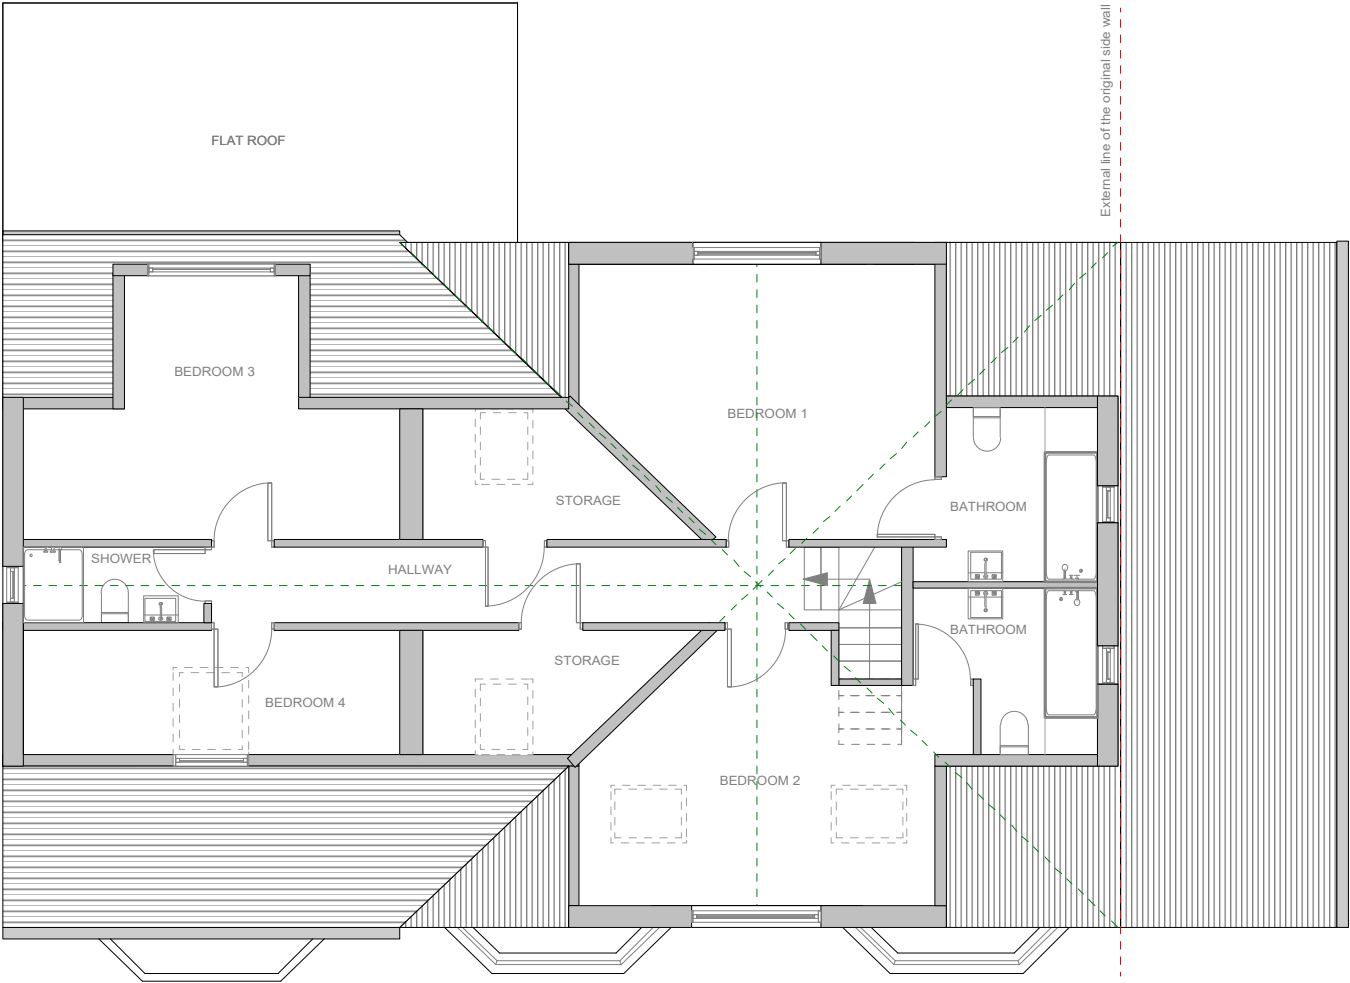 External line of the original side wall
FLAT ROOF
BEDROOM 3
BEDROOM 1
STORAGE
BATHROOM
SHOWER
HALLWAY
BATHROOM
STORAGE
BEDROOM 4
BEDROOM 2